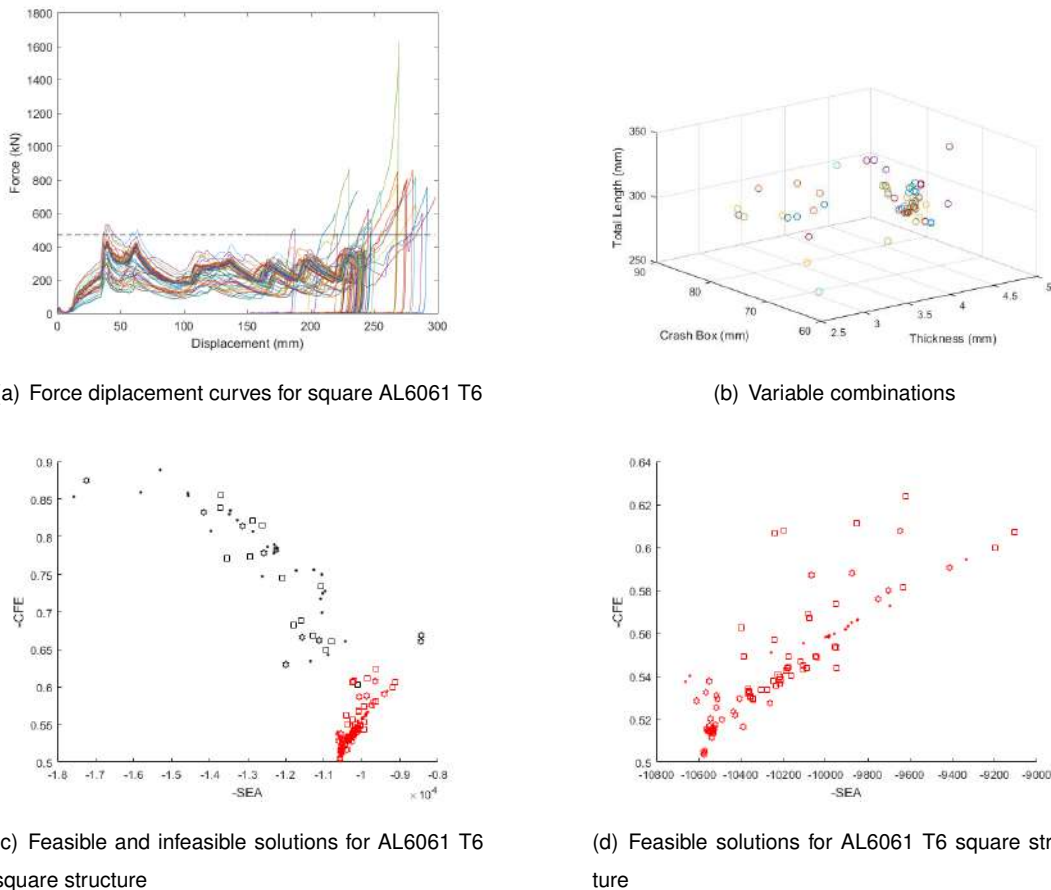 1800
1600
1400
1200
1000
800
600
400
200
0
Force (kN)
0 50 100 150 200 250 300
Displacement (mm)
350
300
250
Total Length (mm)
90
80
70
60
Crash Box (mm)
2.5
3
3.5
4
4.5
5
Thickness (mm)
a) Force diplacement curves for square AL6061 T6
(b) Variable combinations
0.9
0.85
0.8
0.75
0.7
0.65
0.6
0.55
0.5
-CFE
-1.8 -1.7 -1.6 -1.5 -1.4 -1.3 -1.2 -1.1 -1 -0.9 -0.8
-SEA
× 10⁴
0.64
0.62
0.6
0.58
0.56
0.54
0.52
0.5
-CFE
-10800 -10600 -10400 -10200 -10000 -9800 -9600 -9400 -9200 -9000
-SEA
c) Feasible and infeasible solutions for AL6061 T6
square structure
(d) Feasible solutions for AL6061 T6 square str
ture